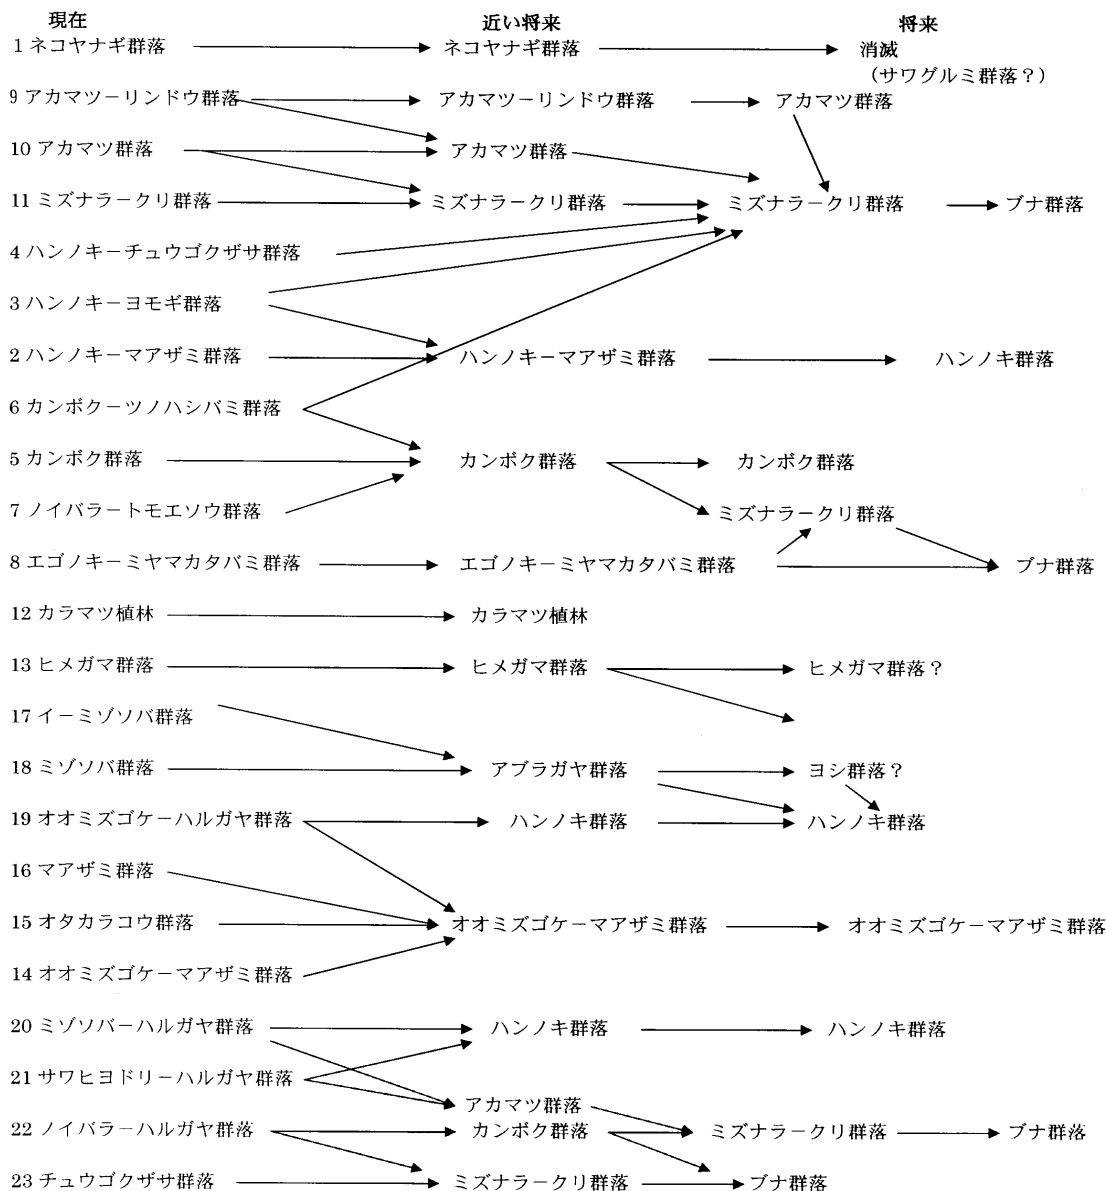 現在 近い将来 将来
1 ネコヤナギ群落 ネコヤナギ群落 消滅
（サワグルミ群落？）
9 アカマツ－リンドウ群落 アカマツ－リンドウ群落 アカマツ群落
10 アカマツ群落 アカマツ群落
11 ミズナラ－クリ群落 ミズナラ－クリ群落 ミズナラ－クリ群落 ブナ群落
4 ハンノキ－チュウゴクザサ群落
3 ハンノキ－ヨモギ群落
2 ハンノキ－マアザミ群落 ハンノキ－マアザミ群落 ハンノキ群落
6 カンボク－ツノハシバミ群落
5 カンボク群落 カンボク群落 カンボク群落
7 ノイバラ－トモエソウ群落 ミズナラ－クリ群落
8 エゴノキ－ミヤマカタバミ群落 エゴノキ－ミヤマカタバミ群落 ブナ群落
12 カラマツ植林 カラマツ植林
13 ヒメガマ群落 ヒメガマ群落 ヒメガマ群落？
17 イ－ミゾソバ群落
18 ミゾソバ群落 アブラガヤ群落 ヨシ群落？
19 オオミズゴケ－ハルガヤ群落 ハンノキ群落 ハンノキ群落
16 マアザミ群落
15 オタカラコウ群落 オオミズゴケ－マアザミ群落 オオミズゴケ－マアザミ群落
14 オオミズゴケ－マアザミ群落
20 ミゾソバ－ハルガヤ群落 ハンノキ群落 ハンノキ群落
21 サワヒヨドリ－ハルガヤ群落
アカマツ群落
22 ノイバラ－ハルガヤ群落 カンボク群落 ミズナラ－クリ群落 ブナ群落
23 チュウゴクザサ群落 ミズナラ－クリ群落 ブナ群落